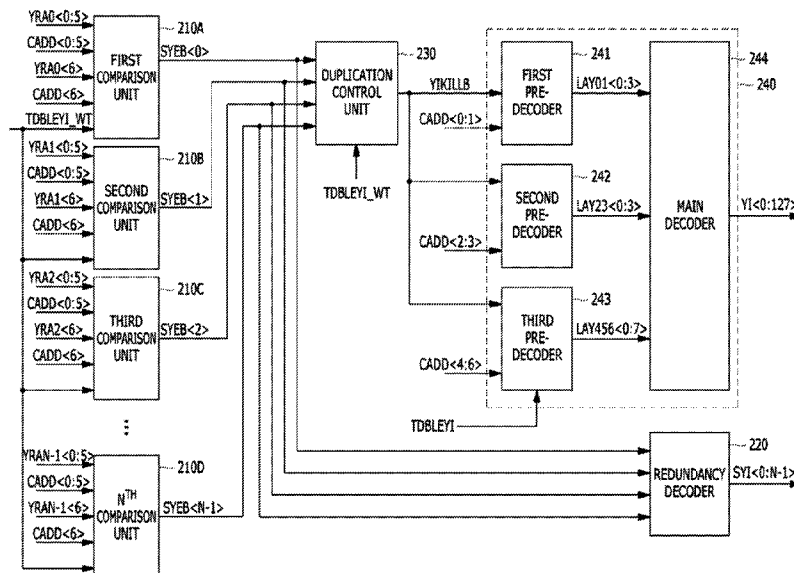 YRA0<0:5>
CADD<0:5>
YRA0<6>
CADD<6>
TDBLEYI_WT
210A
FIRST
COMPARISON
UNIT
SYEB<0>
YRA1<0:5>
CADD<0:5>
YRA1<6>
CADD<6>
210B
SECOND
COMPARISON
UNIT
SYEB<1>
YRA2<0:5>
CADD<0:5>
YRA2<6>
CADD<6>
210C
THIRD
COMPARISON
UNIT
SYEB<2>
YRAN-1<0:5>
CADD<0:5>
YRAN-1<6>
CADD<6>
210D
NTH
COMPARISON
UNIT
SYEB<N-1>
230
DUPLICATION
CONTROL
UNIT
TDBLEYI_WT
YIKILLB
CADD<0:1>
241
FIRST
PRE-
DECODER
LAY01<0:3>
242
SECOND
PRE-
DECODER
LAY23<0:3>
CADD<2:3>
243
THIRD
PRE-
DECODER
LAY456<0:7>
CADD<4:6>
TDBLEYI
244
240
MAIN
DECODER
YI<0:127>
220
REDUNDANCY
DECODER
SYI<0:N-1>